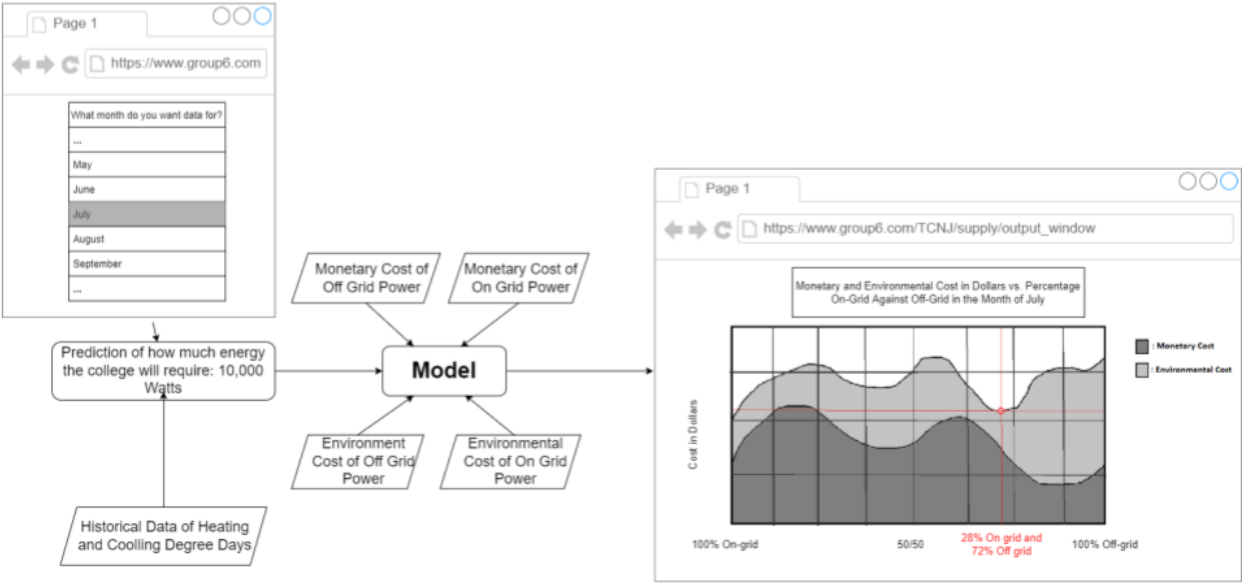 Page 1
https://www.group6.com
What month do you want data for?
...
May
June
July
August
September
...
Prediction of how much energy
the college will require: 10,000
Watts
Historical Data of Heating
and Coolling Degree Days
Monetary Cost of
Off Grid Power
Monetary Cost of
On Grid Power
Model
Environment
Cost of Off Grid
Power
Environmental
Cost of On Grid
Power
Page 1
https://www.group6.com/TCNJ/supply/output_window
Monetary and Environmental Cost in Dollars vs. Percentage
On-Grid Against Off-Grid in the Month of July
: Monetary Cost
: Environmental Cost
Cost in Dollars
100% On-grid
50/50
28% On grid and
72% Off grid
100% Off-grid